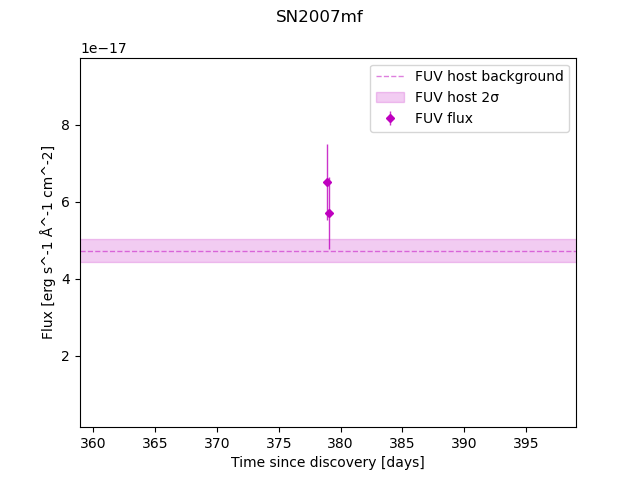 SN2007mf
1e−17
FUV host background
FUV host 2σ
FUV flux
8
6
4
2
Flux [erg s^-1 Å^-1 cm^-2]
360 365 370 375 380 385 390 395
Time since discovery [days]